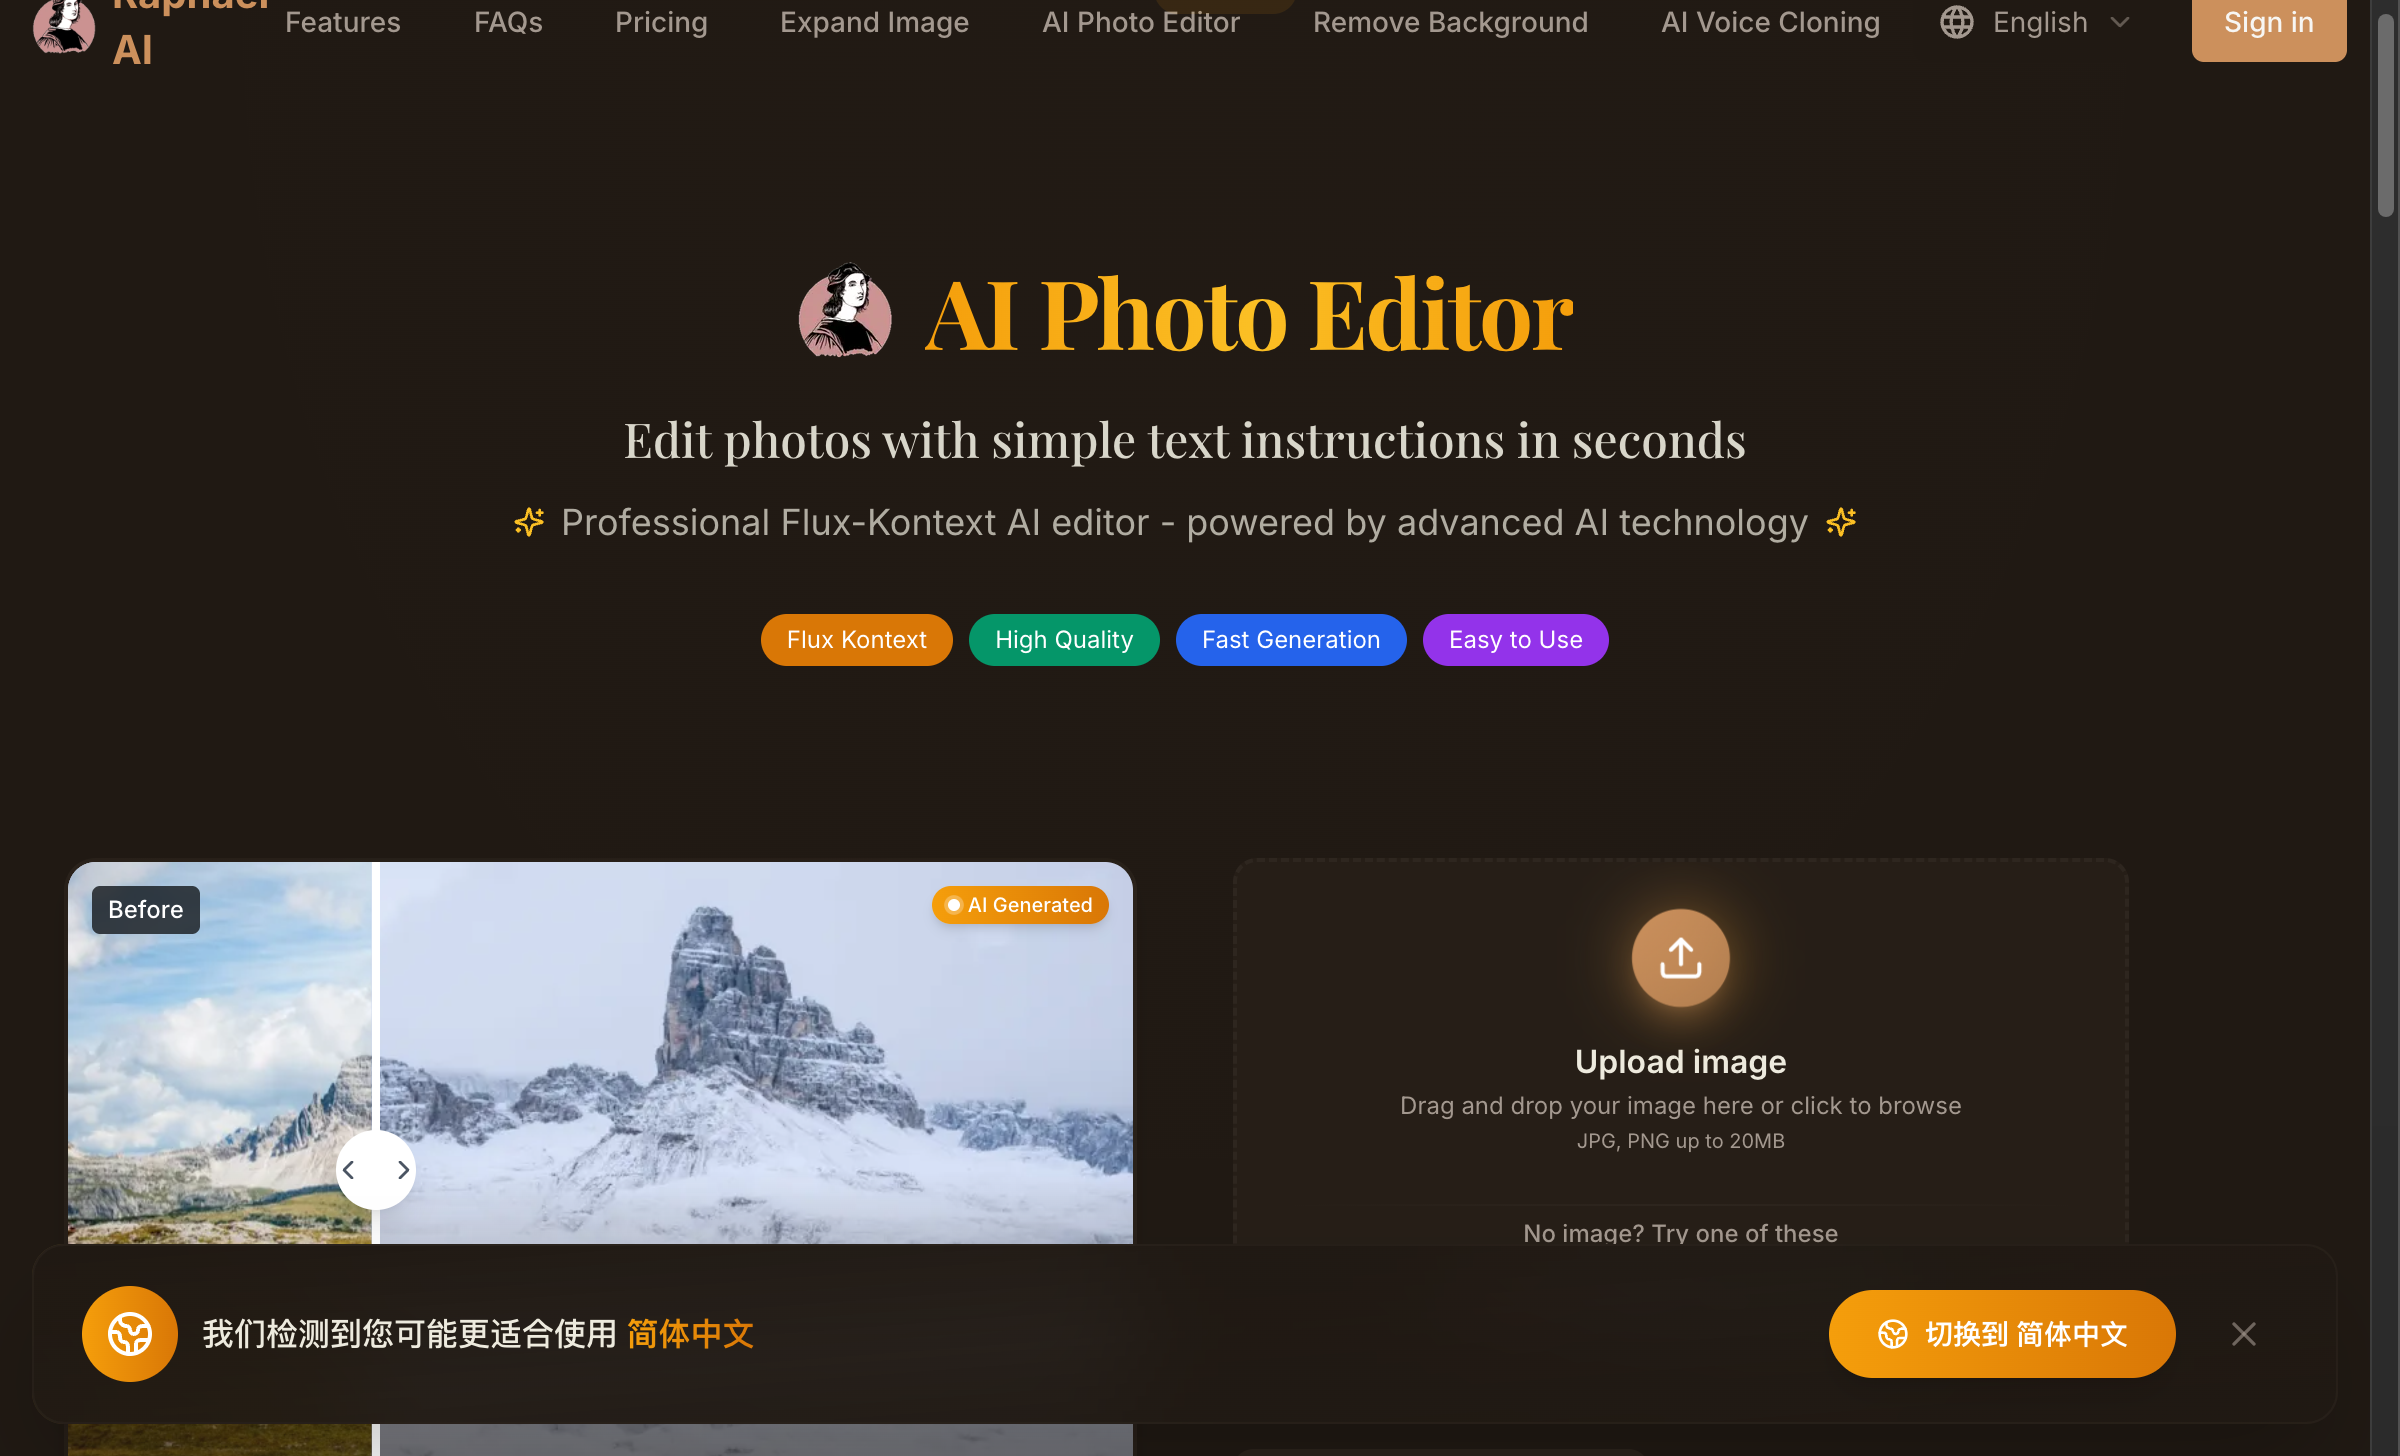 Raphael
AI
Features
FAQs
Pricing
Expand Image
AI Photo Editor
Remove Background
AI Voice Cloning
English
Sign in
AI Photo Editor
Edit photos with simple text instructions in seconds
Professional Flux-Kontext AI editor - powered by advanced AI technology
Flux Kontext
High Quality
Fast Generation
Easy to Use
Before
AI Generated
Upload image
Drag and drop your image here or click to browse
JPG, PNG up to 20MB
No image? Try one of these
我们检测到您可能更适合使用 简体中文
切换到 简体中文